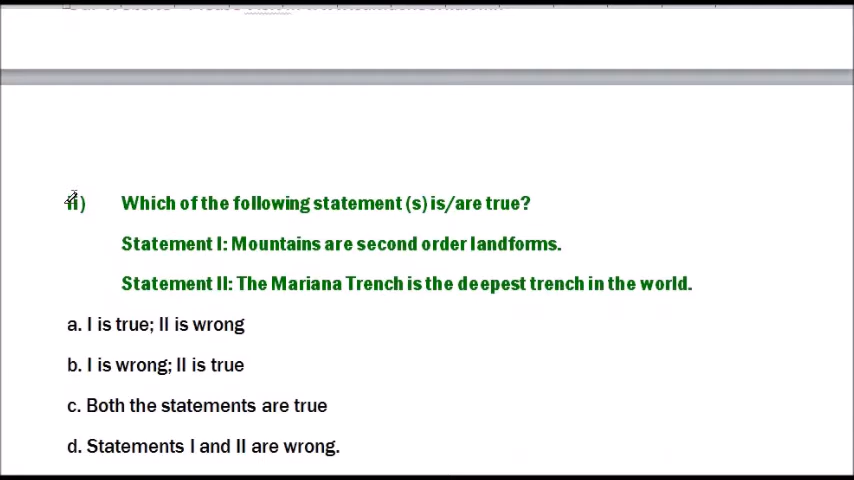 ii) Which of the following statement (s) is/are true?
Statement I: Mountains are second order landforms.
Statement II: The Mariana Trench is the deepest trench in the world.
a. I is true; II is wrong
b. I is wrong; II is true
c. Both the statements are true
d. Statements I and II are wrong.